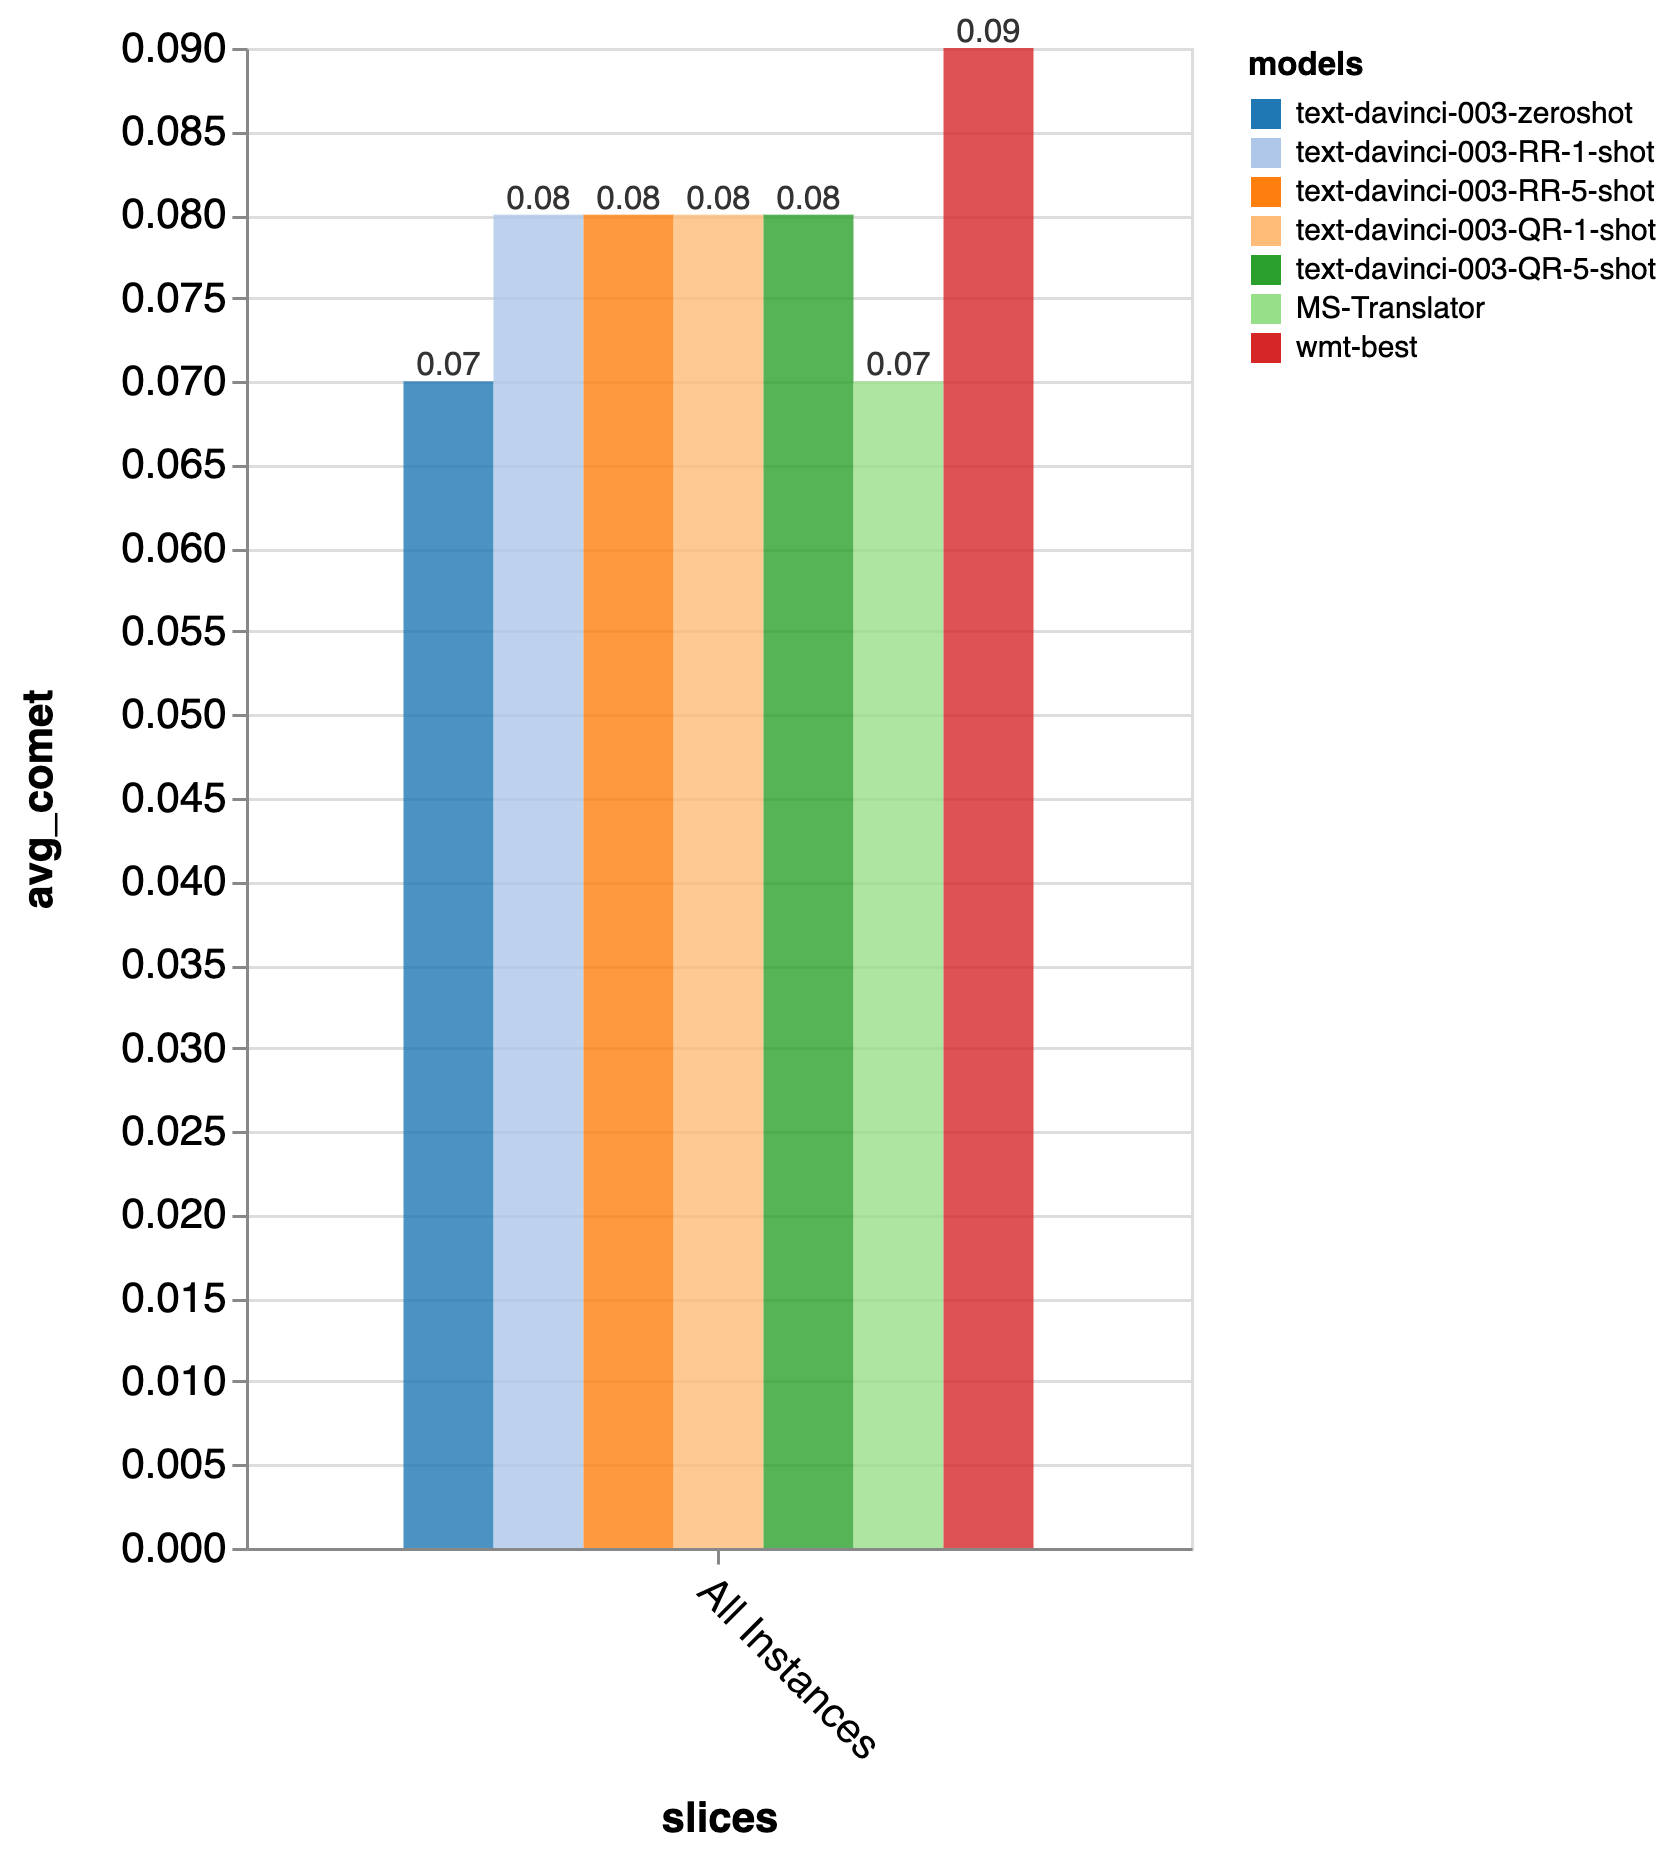 0.090
0.085
0.080
0.075
0.070
0.065
0.060
0.055
0.050
0.045
0.040
0.035
0.030
0.025
0.020
0.015
0.010
0.005
0.000
avg_comet
0.07
0.08
0.08
0.08
0.08
0.07
0.09
All Instances
slices
models
text-davinci-003-zeroshot
text-davinci-003-RR-1-shot
text-davinci-003-RR-5-shot
text-davinci-003-QR-1-shot
text-davinci-003-QR-5-shot
MS-Translator
wmt-best